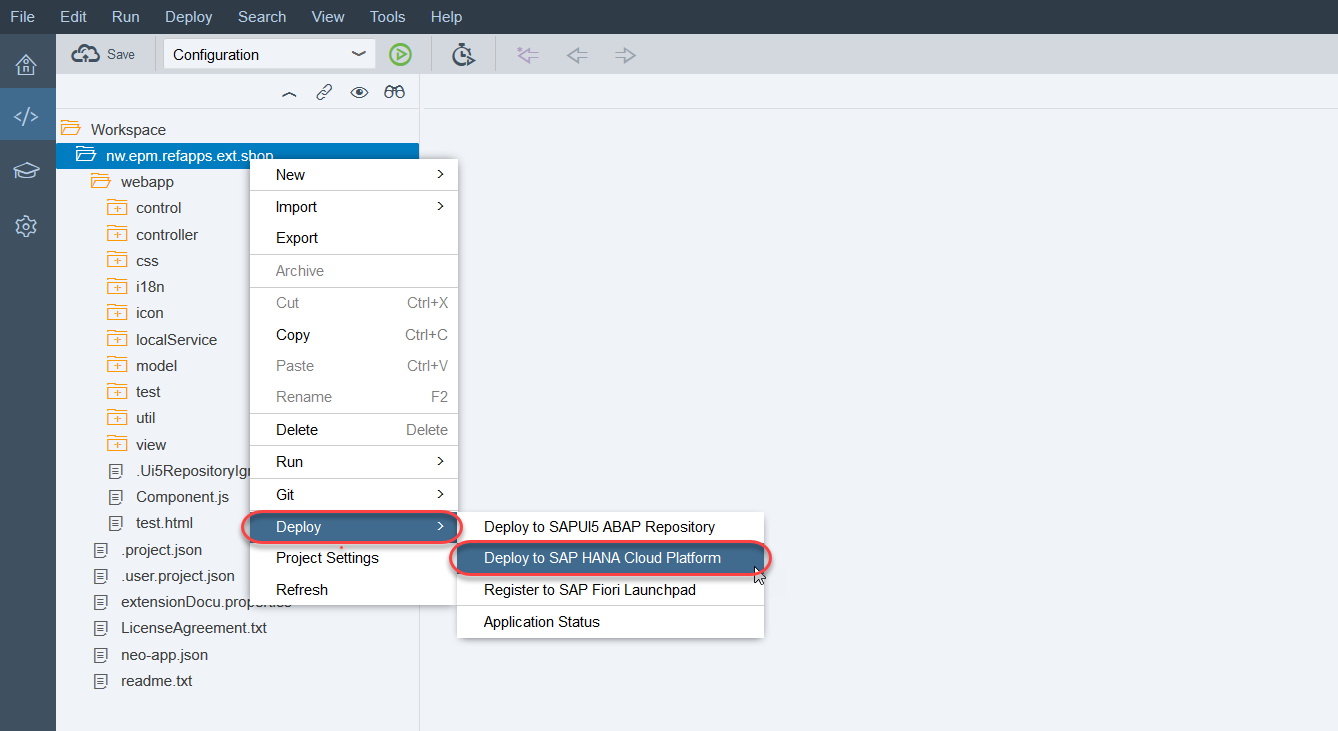 File Edit Run Deploy Search View Tools Help
Save Configuration
Workspace
nw.epm.refapps.ext.shop
webapp
control
controller
css
i18n
icon
localService
model
test
util
view
.Ui5RepositoryIgn
Component.js
test.html
.project.json
.user.project.json
extensionDocu.properties
LicenseAgreement.txt
neo-app.json
readme.txt
New >
Import >
Export
Archive
Cut Ctrl+X
Copy Ctrl+C
Paste Ctrl+V
Rename F2
Delete Delete
Run >
Git >
Deploy >
Project Settings
Refresh
Deploy to SAPUI5 ABAP Repository
Deploy to SAP HANA Cloud Platform
Register to SAP Fiori Launchpad
Application Status